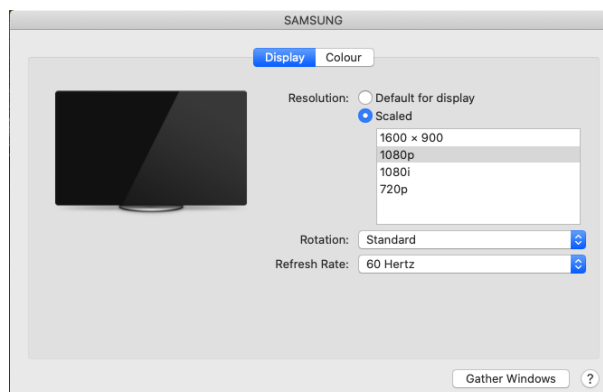 SAMSUNG
Display Colour
Resolution: Default for display
Scaled
1600 × 900
1080p
1080i
720p
Rotation: Standard
Refresh Rate: 60 Hertz
Gather Windows ?